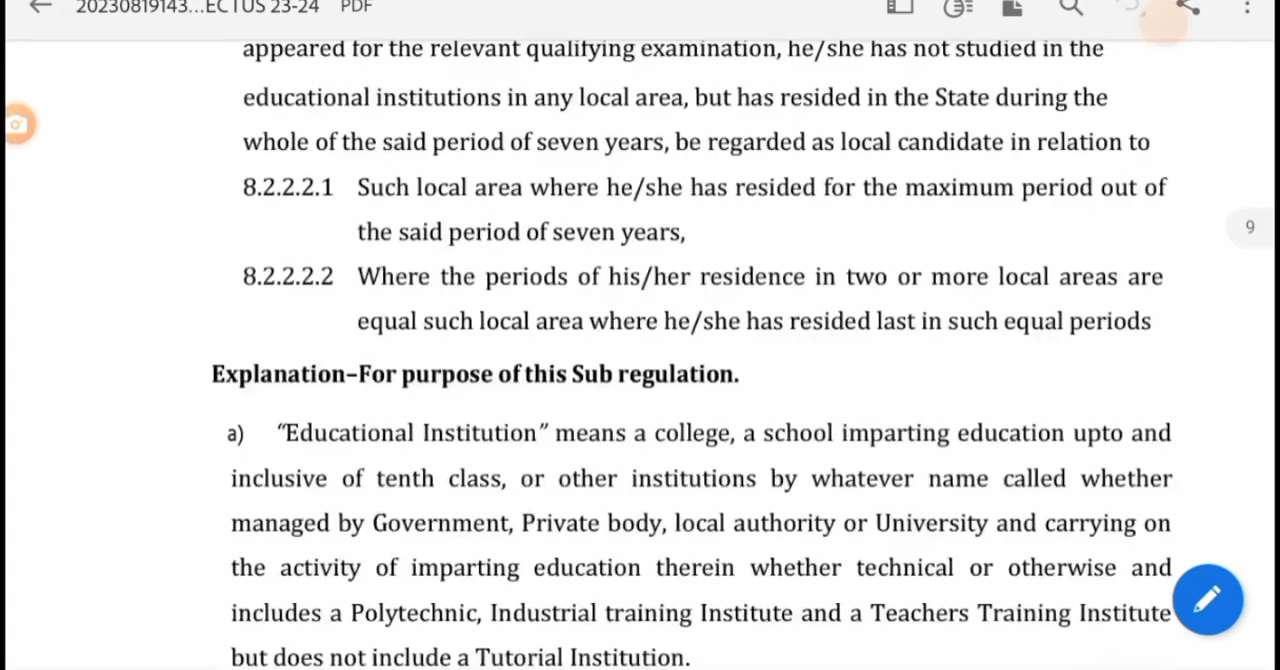 20230819143...ECTUS 23-24 PDF
appeared for the relevant qualifying examination, he/she has not studied in the
educational institutions in any local area, but has resided in the State during the
whole of the said period of seven years, be regarded as local candidate in relation to
8.2.2.2.1 Such local area where he/she has resided for the maximum period out of
the said period of seven years,
9
8.2.2.2.2 Where the periods of his/her residence in two or more local areas are
equal such local area where he/she has resided last in such equal periods
Explanation–For purpose of this Sub regulation.
a) “Educational Institution” means a college, a school imparting education upto and
inclusive of tenth class, or other institutions by whatever name called whether
managed by Government, Private body, local authority or University and carrying on
the activity of imparting education therein whether technical or otherwise and
includes a Polytechnic, Industrial training Institute and a Teachers Training Institute
but does not include a Tutorial Institution.